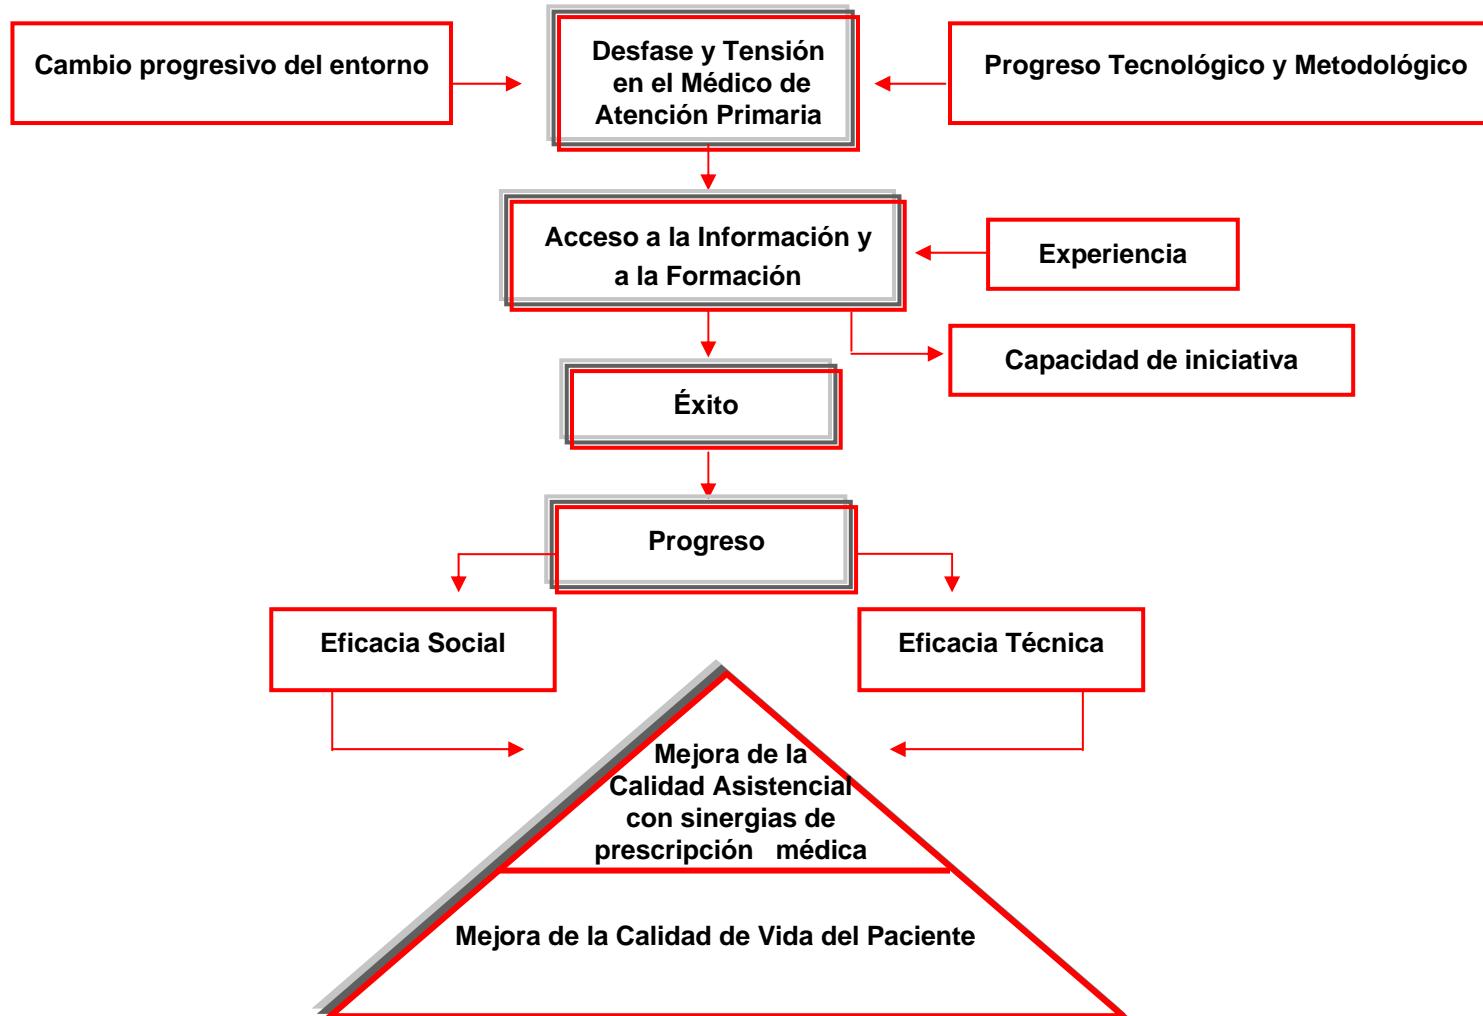 Cambio progresivo del entorno
Desfase y Tensión
en el Médico de
Atención Primaria
Progreso Tecnológico y Metodológico
Acceso a la Información y
a la Formación
Experiencia
Capacidad de iniciativa
Éxito
Progreso
Eficacia Social
Eficacia Técnica
Mejora de la
Calidad Asistencial
con sinergias de
prescripción médica
Mejora de la Calidad de Vida del Paciente